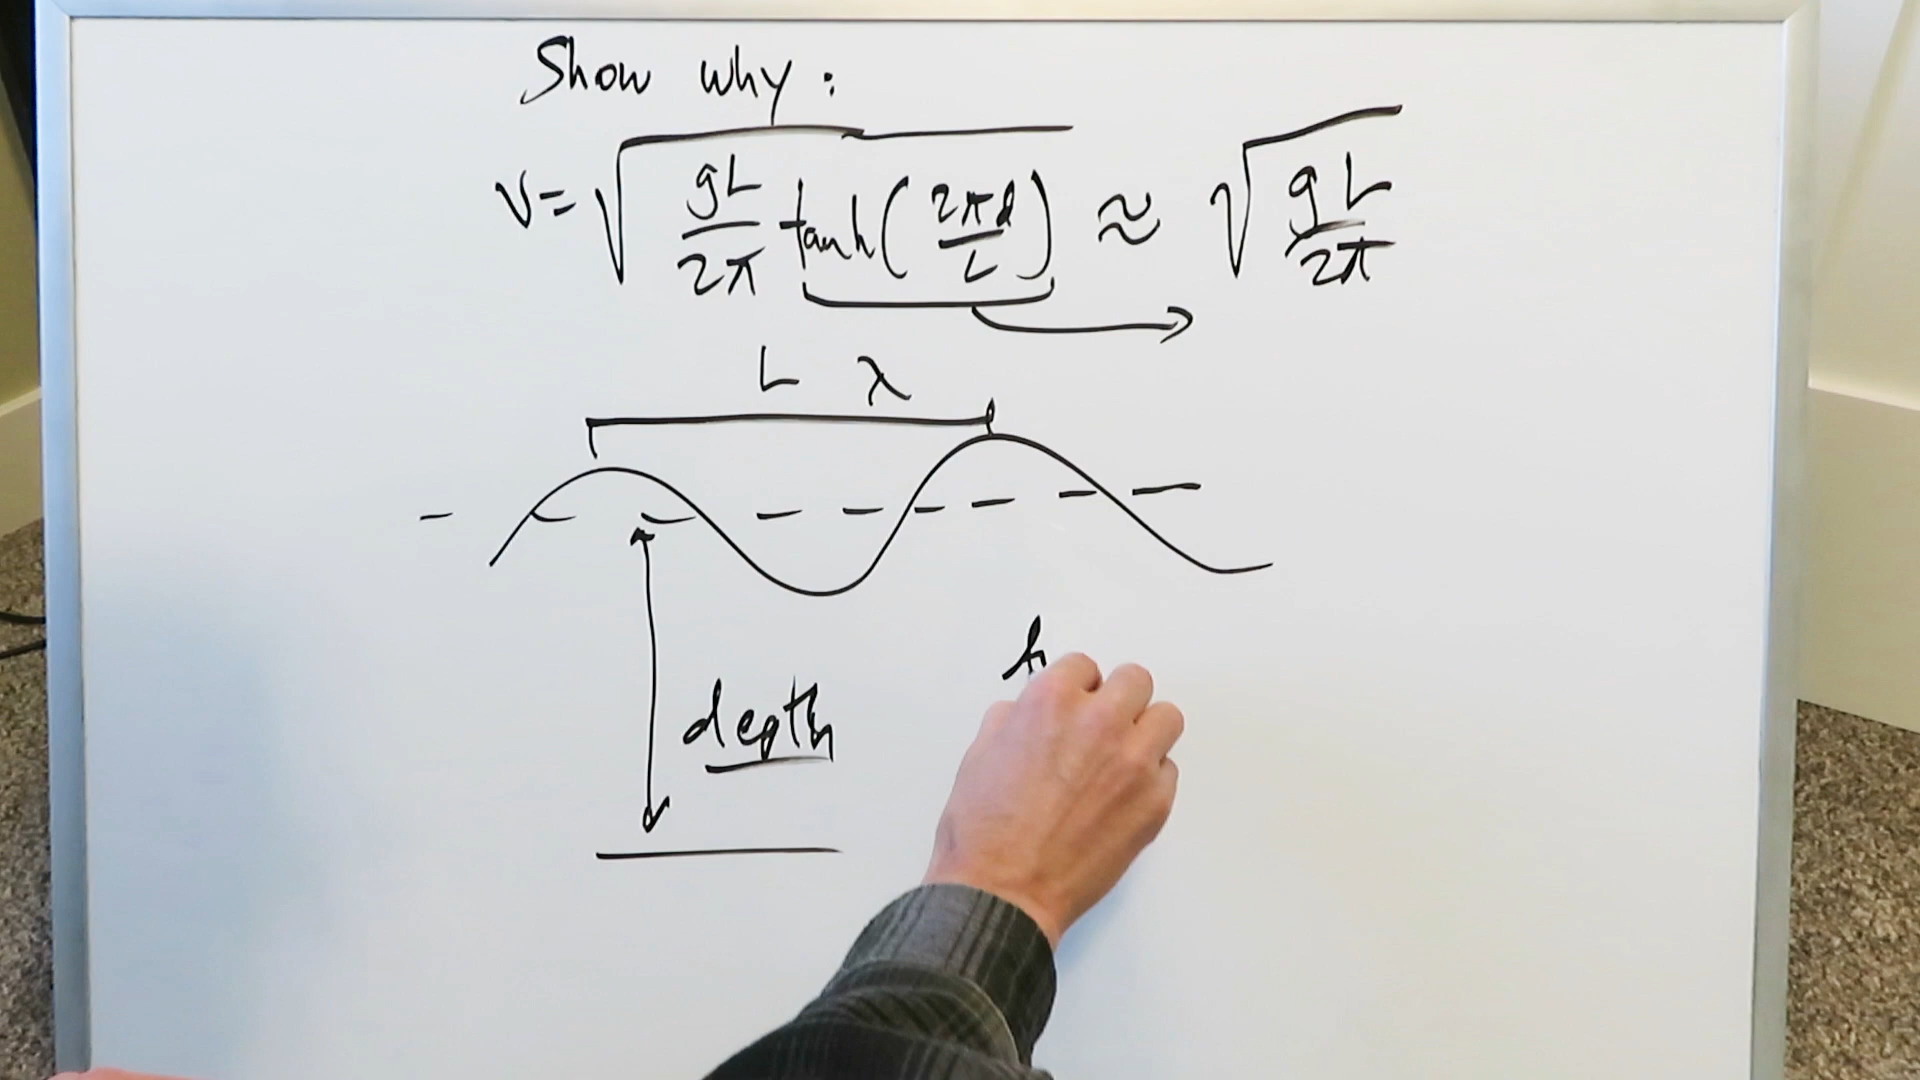 Show why:
v = √(gL/2π tanh(2πd/L)) ≈ √(gL/2π)
L λ
depth